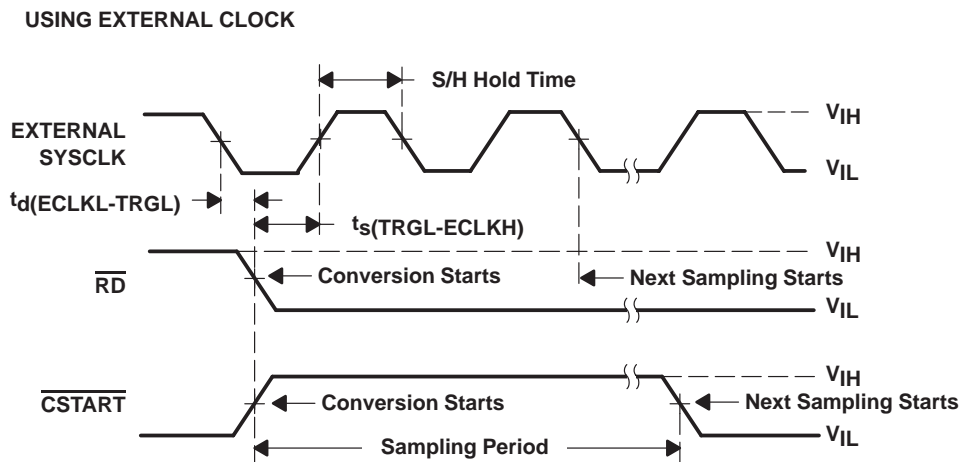 USING EXTERNAL CLOCK
S/H Hold Time
EXTERNAL
SYSCLK
VIH
VIL
td(ECLKL-TRGL)
ts(TRGL-ECLKH)
VIH
RD
Conversion Starts
Next Sampling Starts
VIL
VIH
CSTART
Conversion Starts
Next Sampling Starts
VIL
Sampling Period